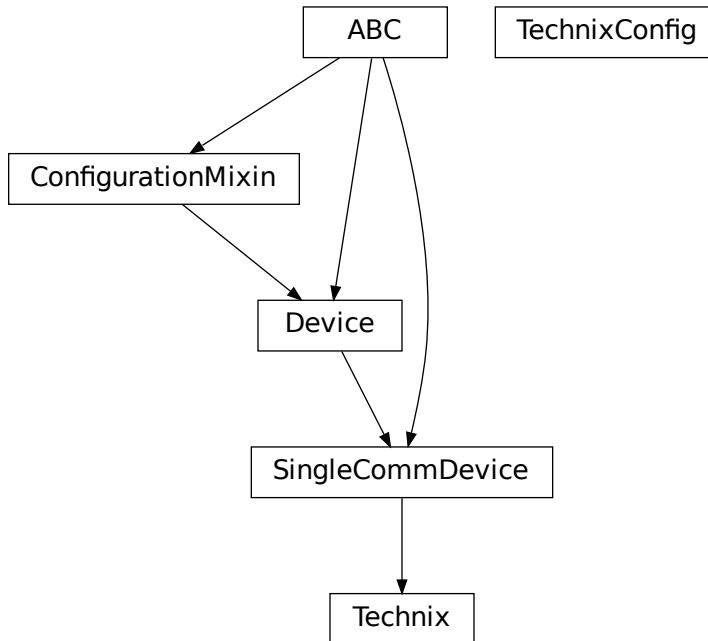 ABC
TechnixConfig
ConfigurationMixin
Device
SingleCommDevice
Technix